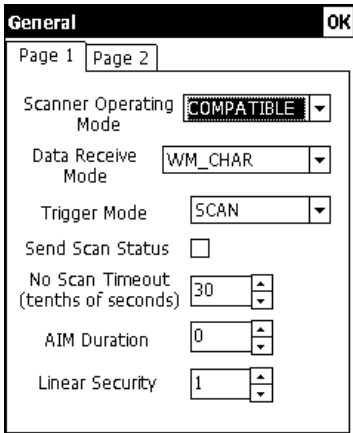 General OK
Page 1 Page 2
Scanner Operating COMPATIBLE
Mode
Data Receive WM_CHAR
Mode
Trigger Mode SCAN
Send Scan Status
No Scan Timeout 30
(tenths of seconds)
AIM Duration 0
Linear Security 1